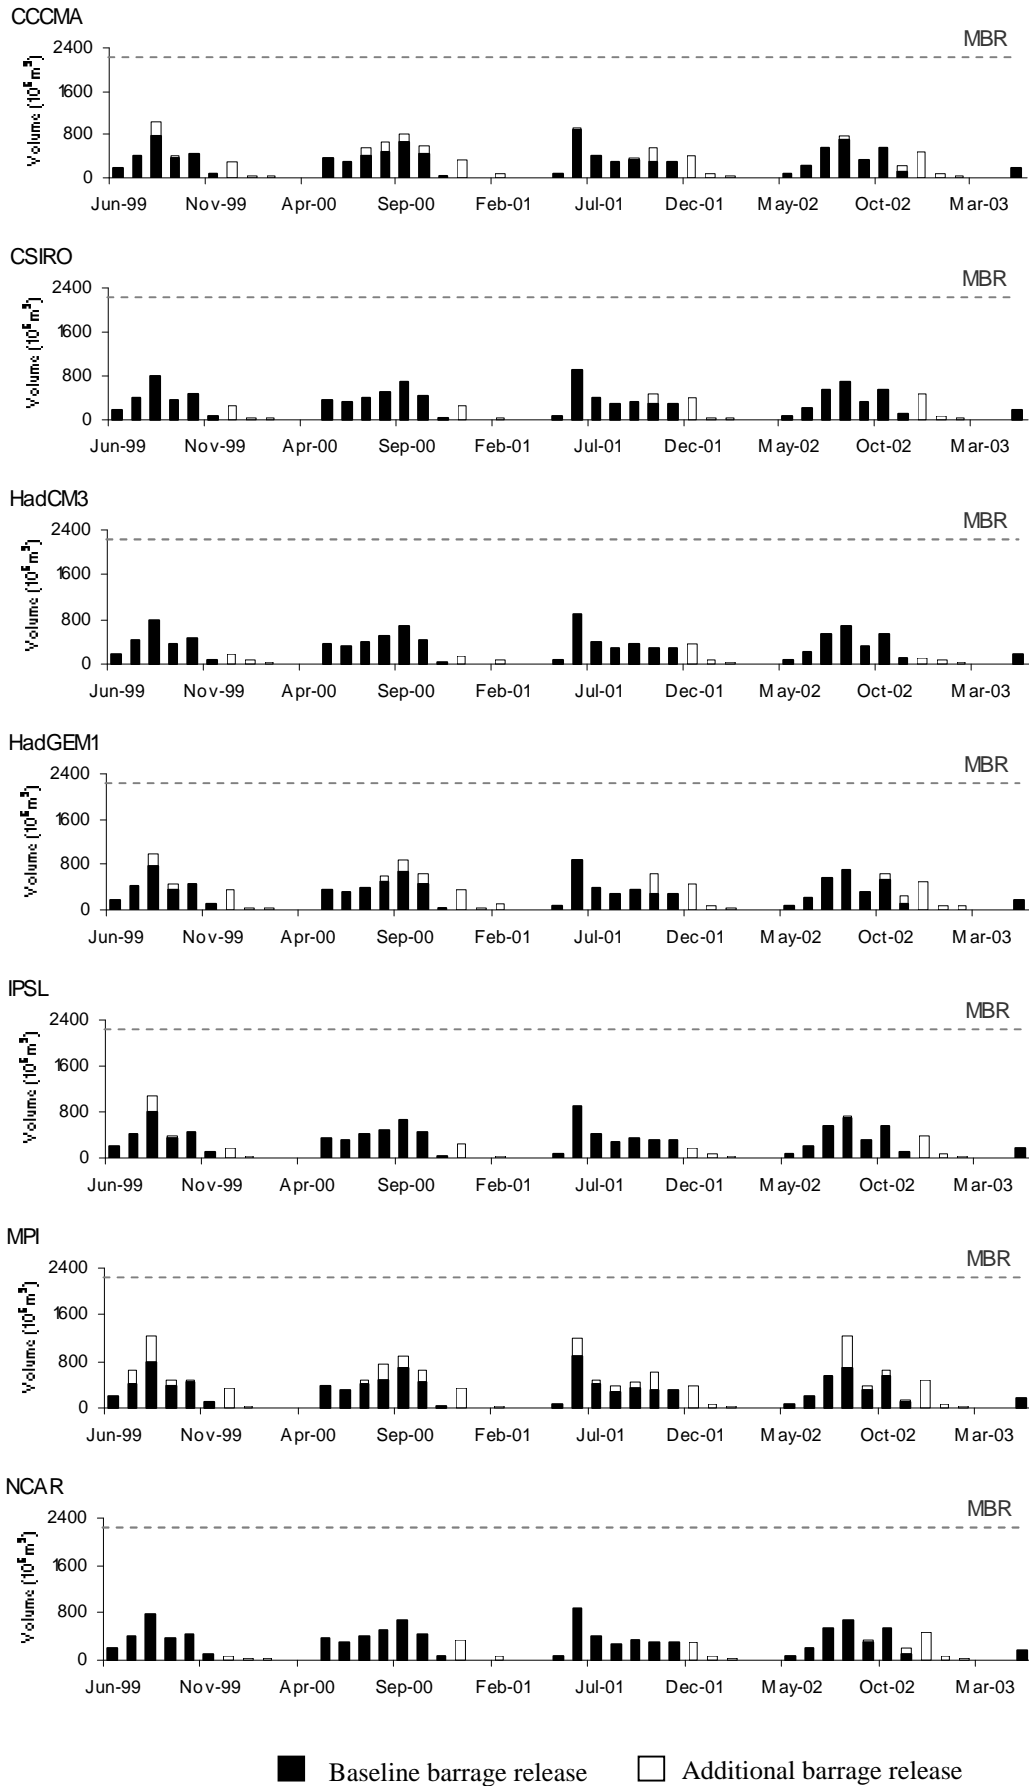 CCCMA
MBR
Volume (10⁶m³)
2400
1600
800
0
Jun-99 Nov-99 Apr-00 Sep-00 Feb-01 Jul-01 Dec-01 May-02 Oct-02 Mar-03
CSIRO
MBR
Volume (10⁶m³)
2400
1600
800
0
Jun-99 Nov-99 Apr-00 Sep-00 Feb-01 Jul-01 Dec-01 May-02 Oct-02 Mar-03
HadCM3
MBR
Volume (10⁶m³)
2400
1600
800
0
Jun-99 Nov-99 Apr-00 Sep-00 Feb-01 Jul-01 Dec-01 May-02 Oct-02 Mar-03
HadGEM1
MBR
Volume (10⁶m³)
2400
1600
800
0
Jun-99 Nov-99 Apr-00 Sep-00 Feb-01 Jul-01 Dec-01 May-02 Oct-02 Mar-03
IPSL
MBR
Volume (10⁶m³)
2400
1600
800
0
Jun-99 Nov-99 Apr-00 Sep-00 Feb-01 Jul-01 Dec-01 May-02 Oct-02 Mar-03
MPI
MBR
Volume (10⁶m³)
2400
1600
800
0
Jun-99 Nov-99 Apr-00 Sep-00 Feb-01 Jul-01 Dec-01 May-02 Oct-02 Mar-03
NCAR
MBR
Volume (10⁶m³)
2400
1600
800
0
Jun-99 Nov-99 Apr-00 Sep-00 Feb-01 Jul-01 Dec-01 May-02 Oct-02 Mar-03
Baseline barrage release Additional barrage release